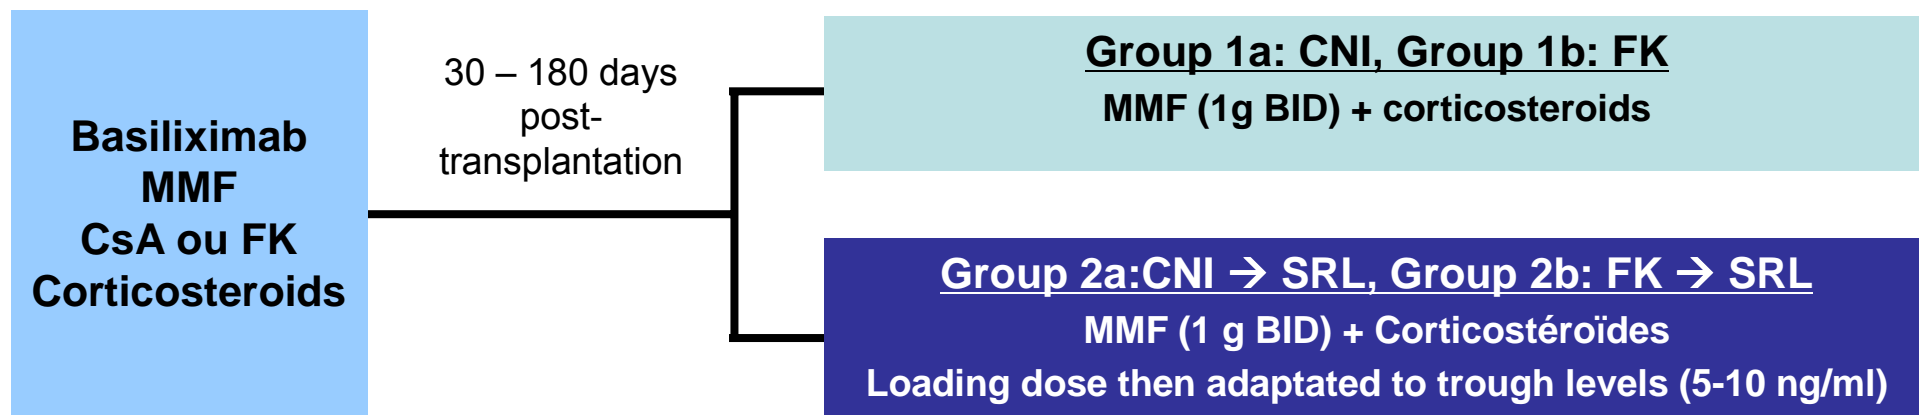 Basiliximab
MMF
CsA ou FK
Corticosteroids
30 – 180 days
post-
transplantation
Group 1a: CNI, Group 1b: FK
MMF (1g BID) + corticosteroids
Group 2a:CNI → SRL, Group 2b: FK → SRL
MMF (1 g BID) + Corticostéroïdes
Loading dose then adaptated to trough levels (5-10 ng/ml)